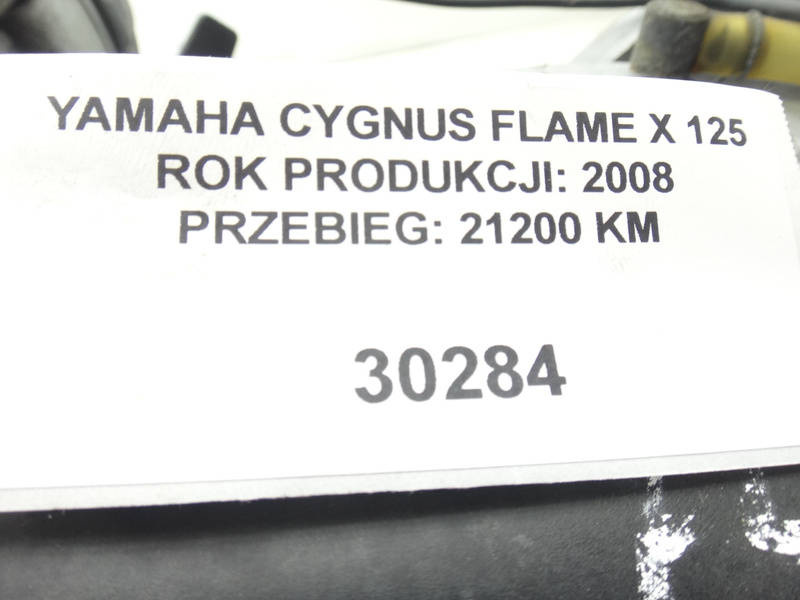 YAMAHA CYGNUS FLAME X 125
ROK PRODUKCJI: 2008
PRZEBIEG: 21200 KM
30284